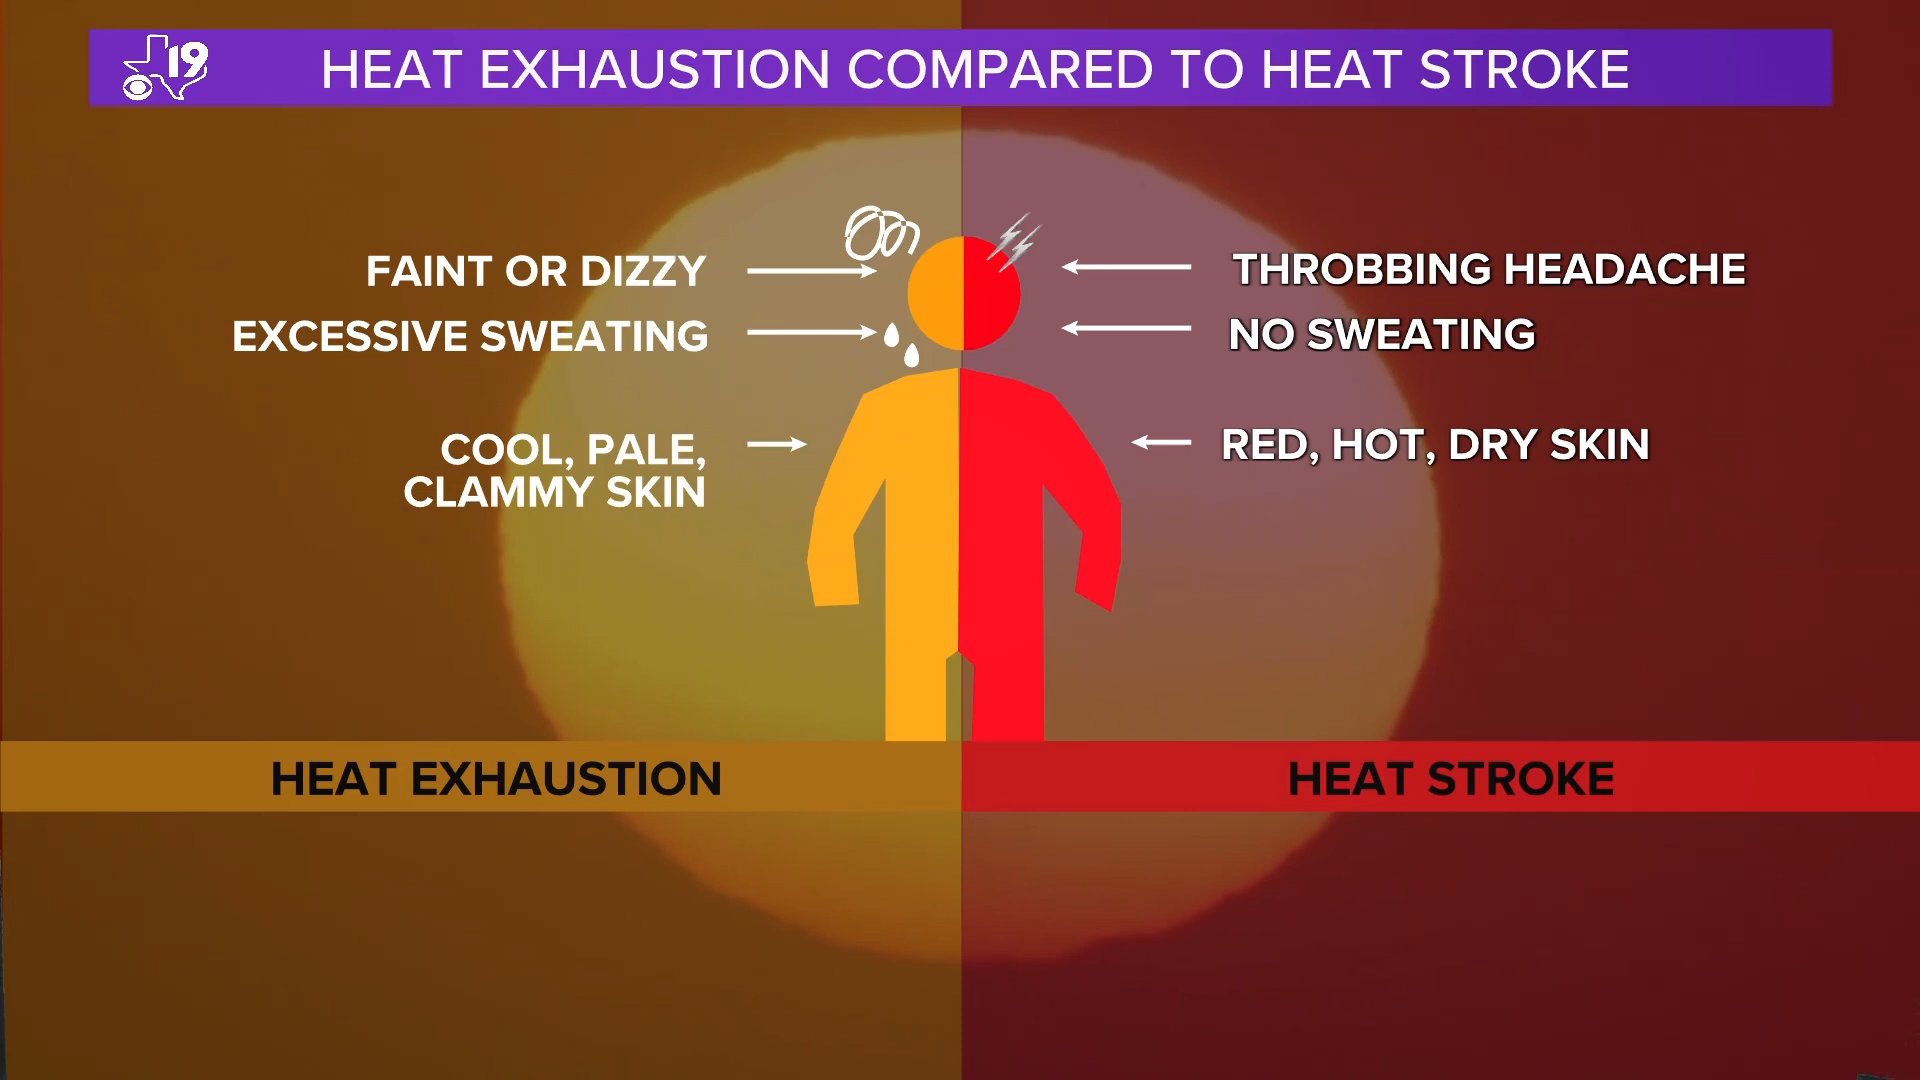 19
HEAT EXHAUSTION COMPARED TO HEAT STROKE
FAINT OR DIZZY
EXCESSIVE SWEATING
COOL, PALE,
CLAMMY SKIN
THROBBING HEADACHE
NO SWEATING
RED, HOT, DRY SKIN
HEAT EXHAUSTION
HEAT STROKE